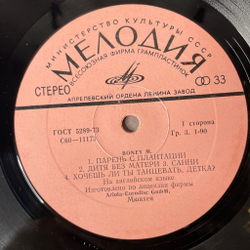 МИНИСТЕРСТВО КУЛЬТУРЫ СССР
МЕЛОДИЯ
ВСЕСОЮЗНАЯ ФИРМА ГРАМПЛАСТИНОК
СТЕРЕО
33
АПРЕЛЕВСКИЙ ОРДЕНА ЛЕНИНА ЗАВОД
ГОСТ 5289-73
1 сторона
С60—11173
Гр. 3. 1-90
BONEY M.
1. ПАРЕНЬ С ПЛАНТАЦИИ
2. ДИТЯ БЕЗ МАТЕРИ 3. САННИ
4. ХОЧЕШЬ ЛИ ТЫ ТАНЦЕВАТЬ, ДЕТКА?
На английском языке
Изготовлено по лицензии фирмы
Ariola-Eurodisc GmbH,
Мюнхен